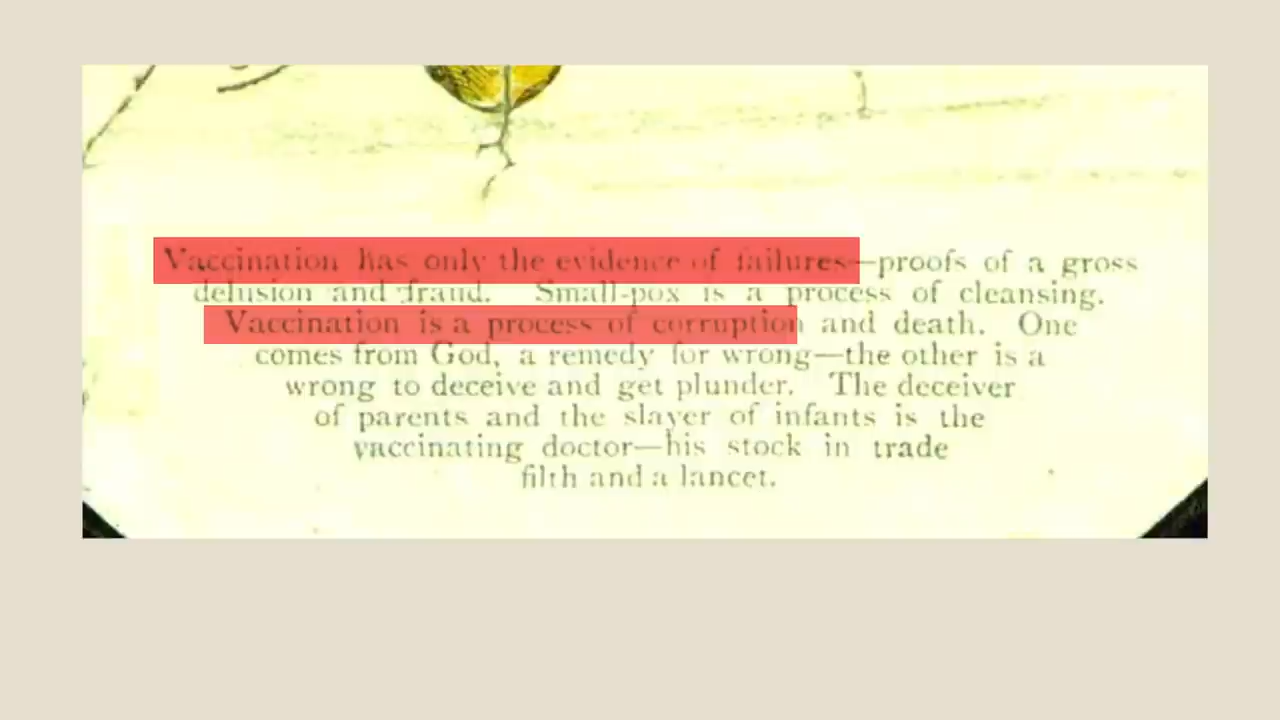 Vaccination has only the evidence of failures—proofs of a gross
delusion and fraud. Small-pox is a process of cleansing.
Vaccination is a process of corruption and death. One
comes from God, a remedy for wrong—the other is a
wrong to deceive and get plunder. The deceiver
of parents and the slayer of infants is the
vaccinating doctor—his stock in trade
filth and a lancet.